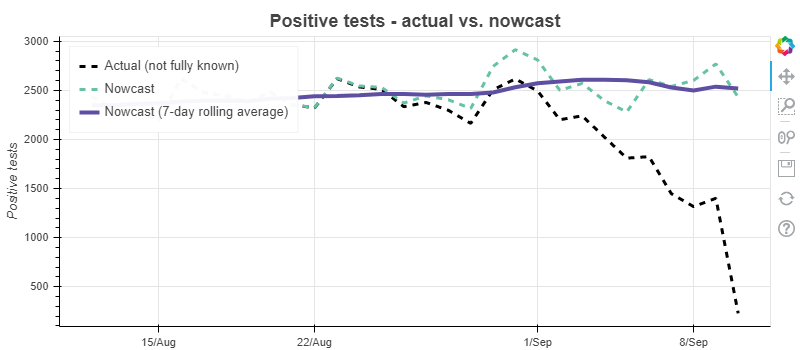 Positive tests - actual vs. nowcast
3000
2500
2000
1500
1000
500
Positive tests
Actual (not fully known)
Nowcast
Nowcast (7-day rolling average)
15/Aug
22/Aug
1/Sep
8/Sep